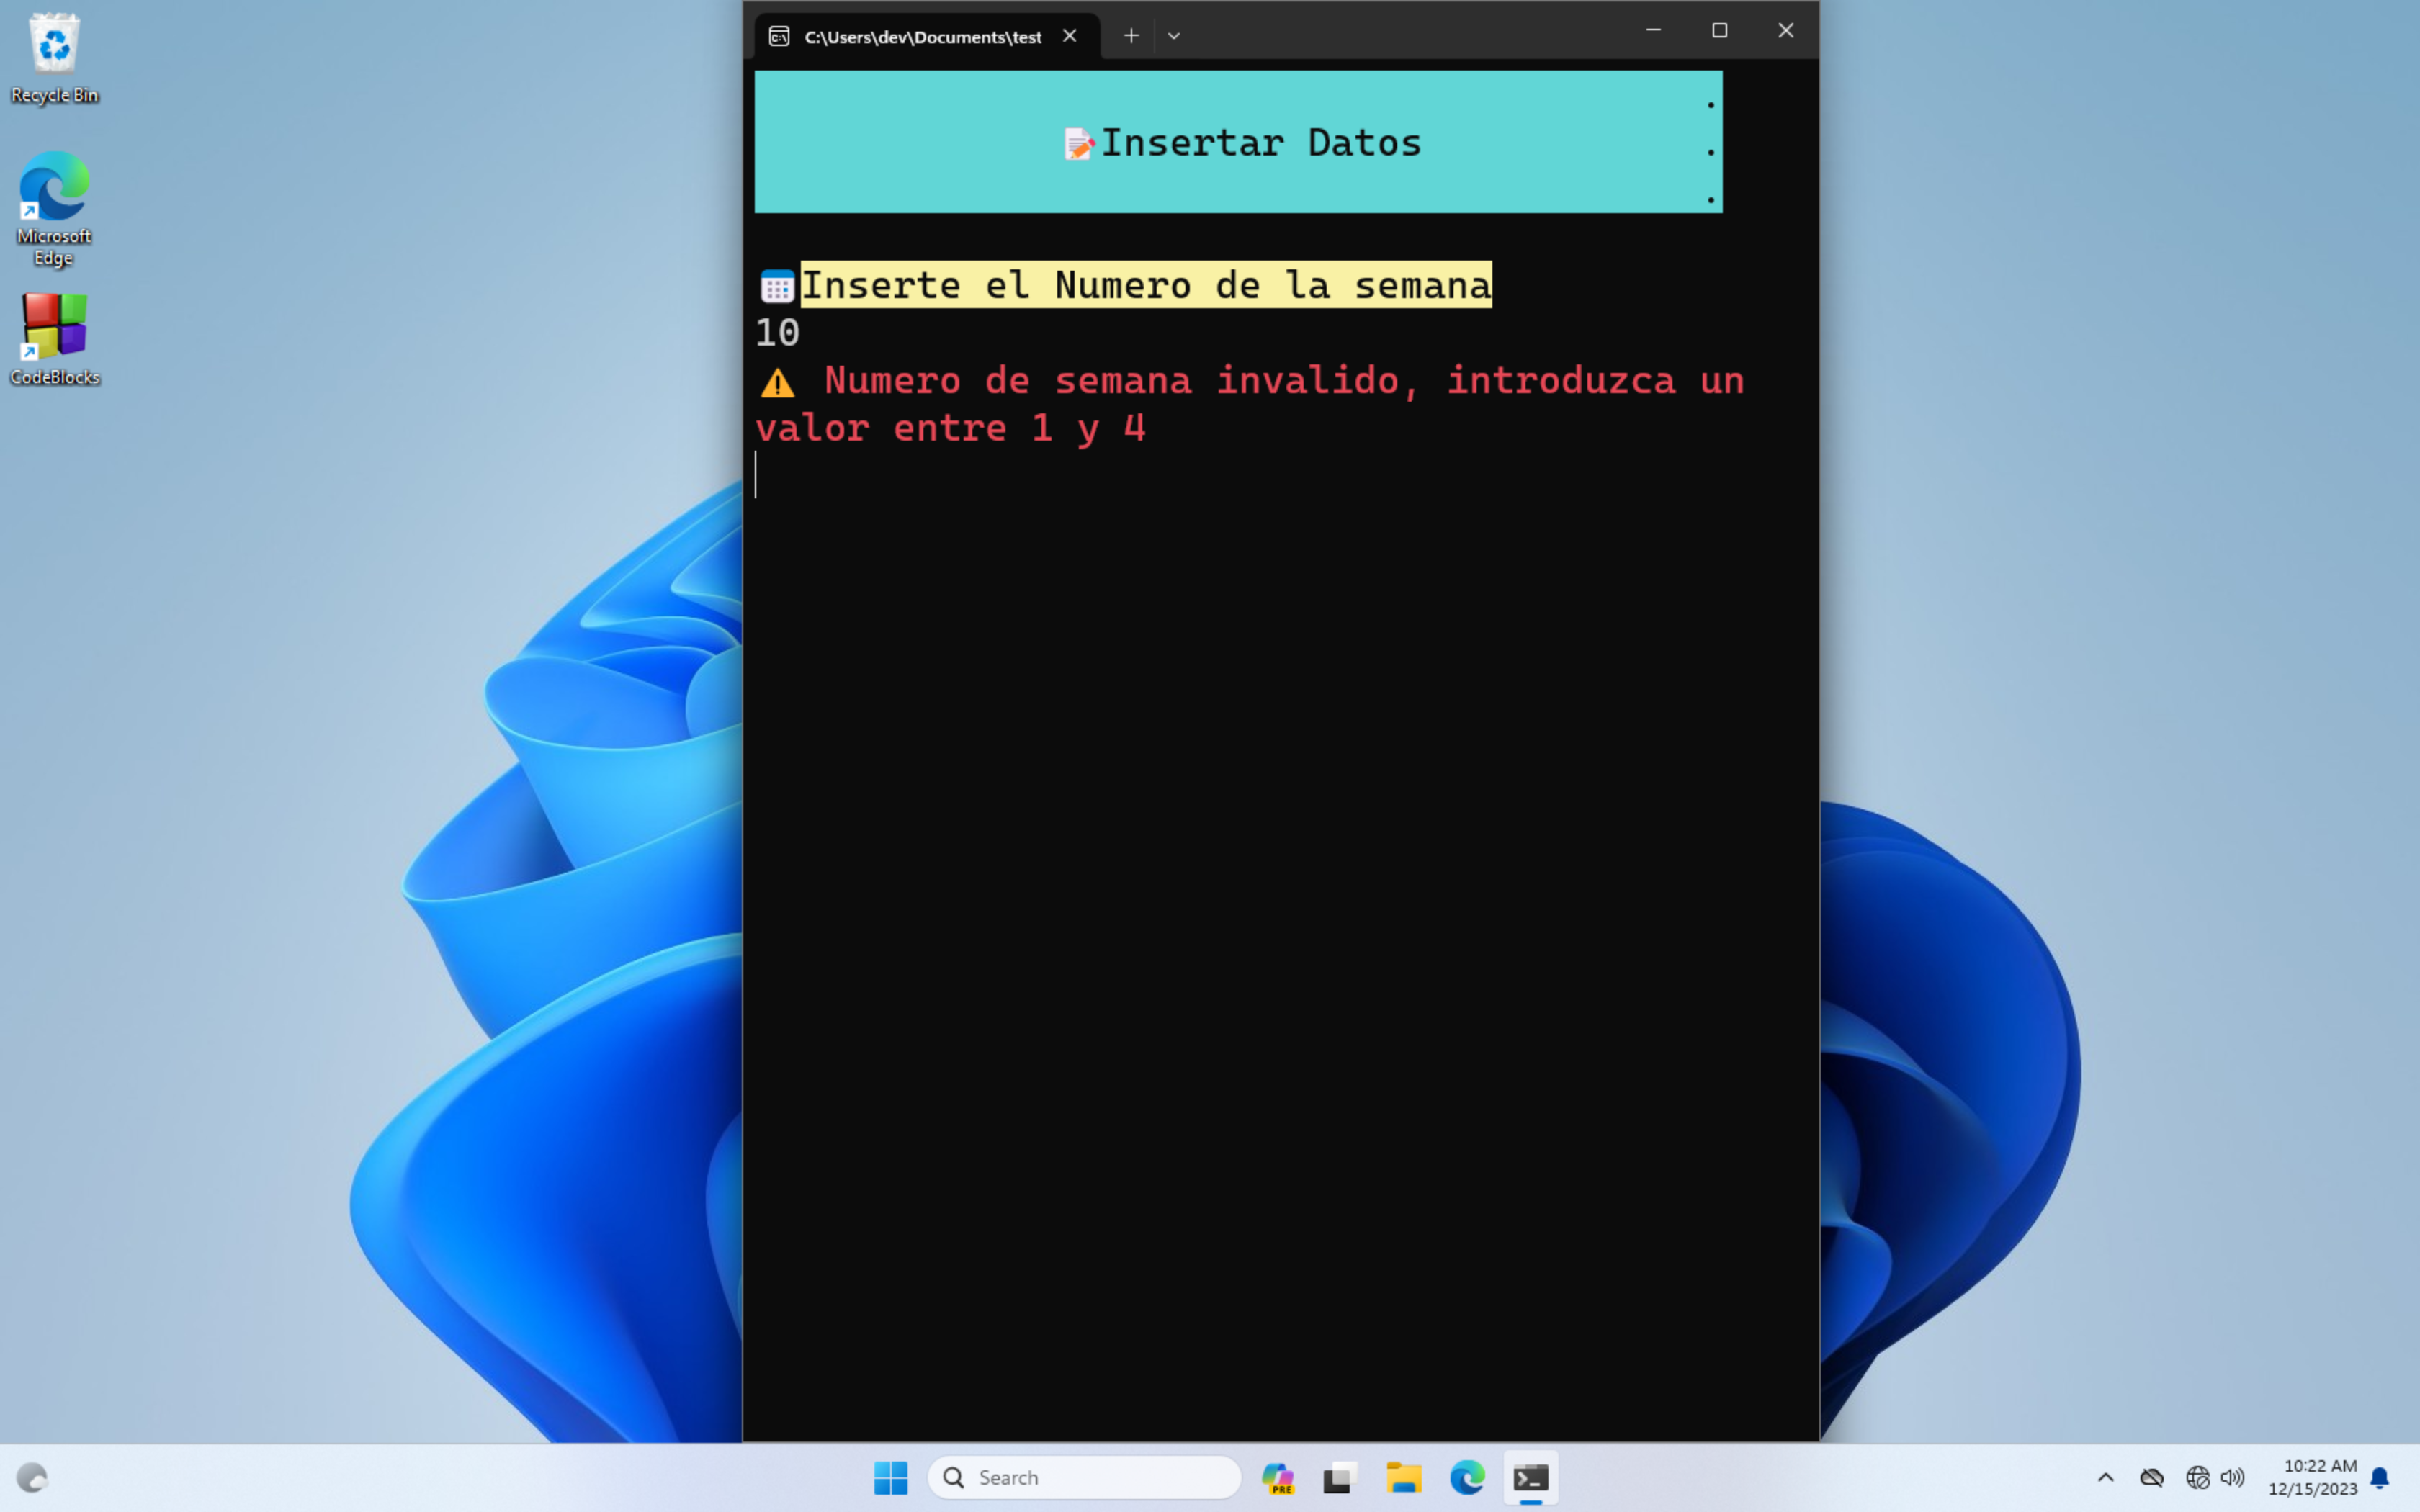 Recycle Bin
Microsoft
Edge
CodeBlocks
C:\Users\dev\Documents\test
.
📝Insertar Datos
.
.
Inserte el Numero de la semana
10
⚠ Numero de semana invalido, introduzca un
valor entre 1 y 4
Search
PRE
10:22 AM
12/15/2023